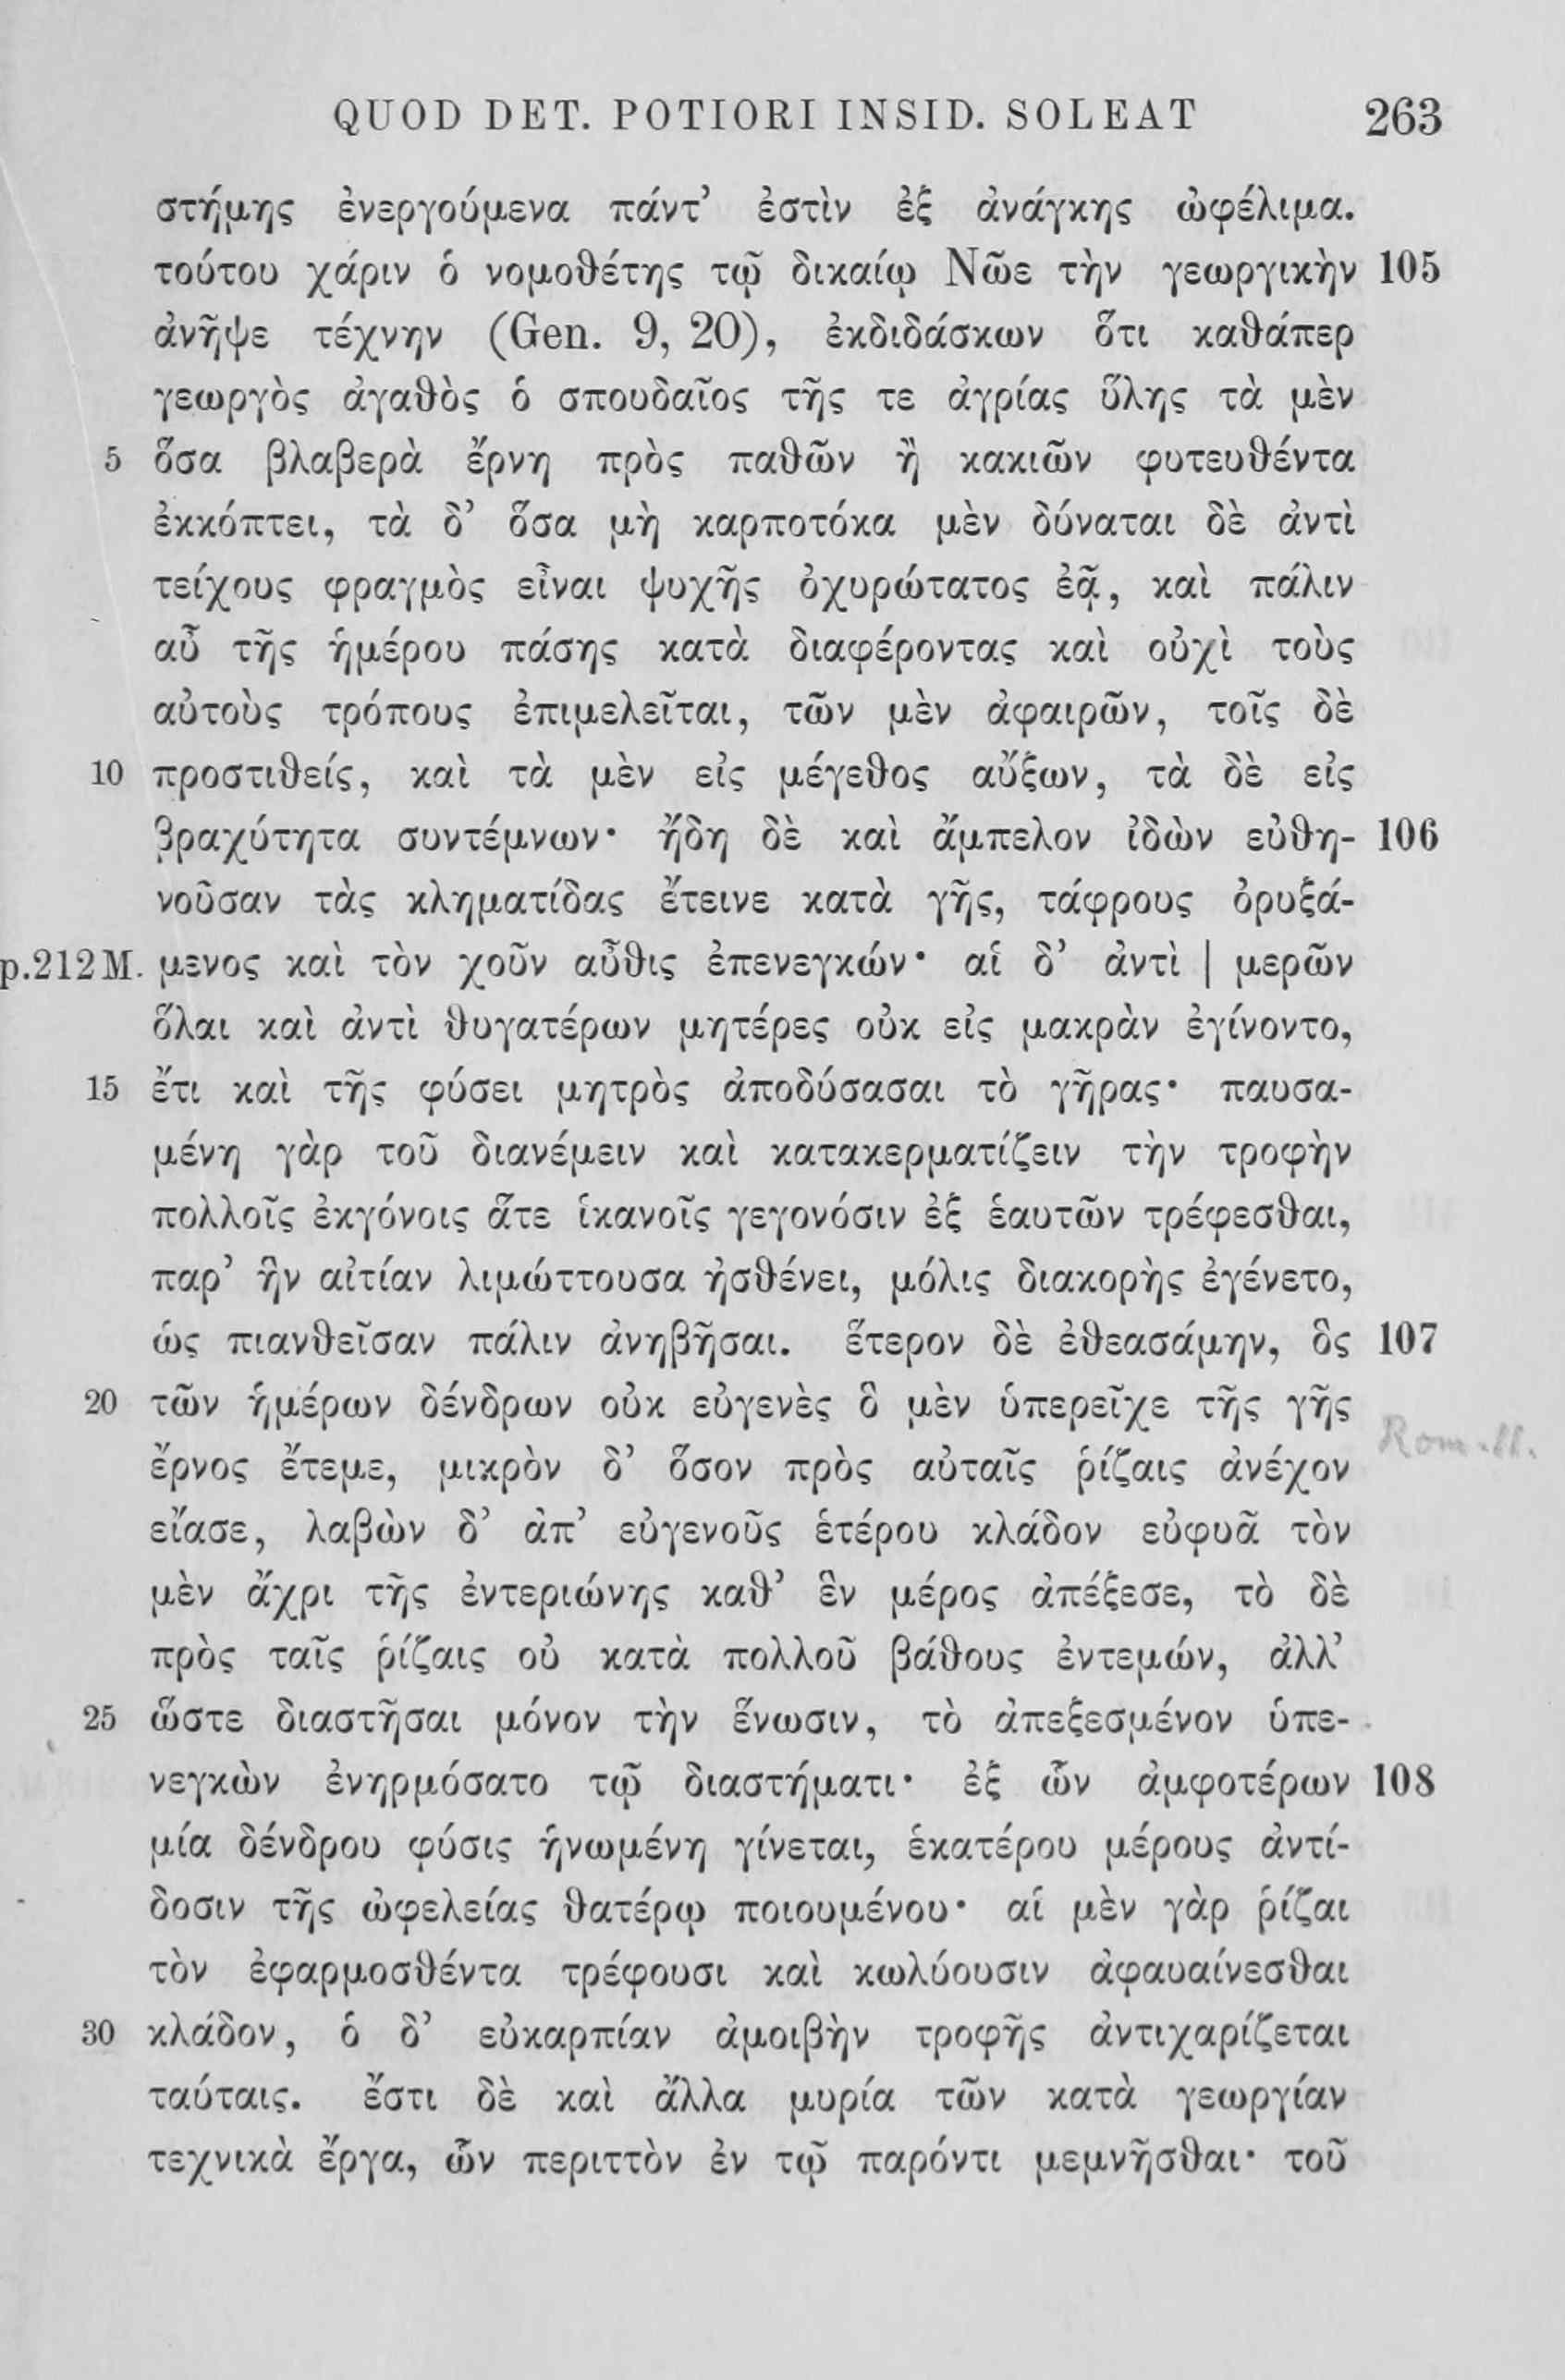 QUOD DET. POTIORI INSID. SOLEAT 263
στήμης ἐνεργούμενα πάντ’ ἐστὶν ἐξ ἀνάγκης ὠφέλιμα.
τούτου χάριν ὁ νομοθέτης τῷ δικαίῳ Νῶε τὴν γεωργικὴν 105
ἀνῆψε τέχνην (Gen. 9, 20), ἐκδιδάσκων ὅτι καθάπερ
γεωργὸς ἀγαθὸς ὁ σπουδαῖος τῆς τε ἀγρίας ὕλης τὰ μὲν
5 ὅσα βλαβερὰ ἔρνη πρὸς παθῶν ἢ κακιῶν φυτευθέντα
ἐκκόπτει, τὰ δ’ ὅσα μὴ καρποτόκα μὲν δύναται δὲ ἀντὶ
τείχους φραγμὸς εἶναι ψυχῆς ὀχυρώτατος ἐᾷ, καὶ πάλιν
αὖ τῆς ἡμέρου πάσης κατὰ διαφέροντας καὶ οὐχὶ τοὺς
αὐτοὺς τρόπους ἐπιμελεῖται, τῶν μὲν ἀφαιρῶν, τοῖς δὲ
10 προστιθείς, καὶ τὰ μὲν εἰς μέγεθος αὔξων, τὰ δὲ εἰς
βραχύτητα συντέμνων· ἤδη δὲ καὶ ἄμπελον ἰδὼν εὐθη- 106
νοῦσαν τὰς κληματίδας ἔτεινε κατὰ γῆς, τάφρους ὀρυξά-
p.212M. μενος καὶ τὸν χοῦν αὖθις ἐπενεγκών· αἱ δ’ ἀντὶ | μερῶν
ὅλαι καὶ ἀντὶ θυγατέρων μητέρες οὐκ εἰς μακρὰν ἐγίνοντο,
15 ἔτι καὶ τῆς φύσει μητρὸς ἀποδύσασαι τὸ γῆρας· παυσα-
μένη γὰρ τοῦ διανέμειν καὶ κατακερματίζειν τὴν τροφὴν
πολλοῖς ἐκγόνοις ἅτε ἱκανοῖς γεγονόσιν ἐξ ἑαυτῶν τρέφεσθαι,
παρ’ ἣν αἰτίαν λιμώττουσα ἠσθένει, μόλις διακορὴς ἐγένετο,
ὡς πιανθεῖσαν πάλιν ἀνηβῆσαι. ἕτερον δὲ ἐθεασάμην, ὃς 107
20 τῶν ἡμέρων δένδρων οὐκ εὐγενὲς ὃ μὲν ὑπερεῖχε τῆς γῆς
ἔρνος ἔτεμε, μικρὸν δ’ ὅσον πρὸς αὐταῖς ῥίζαις ἀνέχον
Rom. 11.
εἴασε, λαβὼν δ’ ἀπ’ εὐγενοῦς ἑτέρου κλάδον εὐφυᾶ τὸν
μὲν ἄχρι τῆς ἐντεριώνης καθ’ ἓν μέρος ἀπέξεσε, τὸ δὲ
πρὸς ταῖς ῥίζαις οὐ κατὰ πολλοῦ βάθους ἐντεμών, ἀλλ’
25 ὥστε διαστῆσαι μόνον τὴν ἕνωσιν, τὸ ἀπεξεσμένον ὑπε-
νεγκὼν ἐνηρμόσατο τῷ διαστήματι· ἐξ ὧν ἀμφοτέρων 108
μία δένδρου φύσις ἡνωμένη γίνεται, ἑκατέρου μέρους ἀντί-
δοσιν τῆς ὠφελείας θατέρῳ ποιουμένου· αἱ μὲν γὰρ ῥίζαι
τὸν ἐφαρμοσθέντα τρέφουσι καὶ κωλύουσιν ἀφαυαίνεσθαι
30 κλάδον, ὁ δ’ εὐκαρπίαν ἀμοιβὴν τροφῆς ἀντιχαρίζεται
ταύταις. ἔστι δὲ καὶ ἄλλα μυρία τῶν κατὰ γεωργίαν
τεχνικὰ ἔργα, ὧν περιττὸν ἐν τῷ παρόντι μεμνῆσθαι· τοῦ